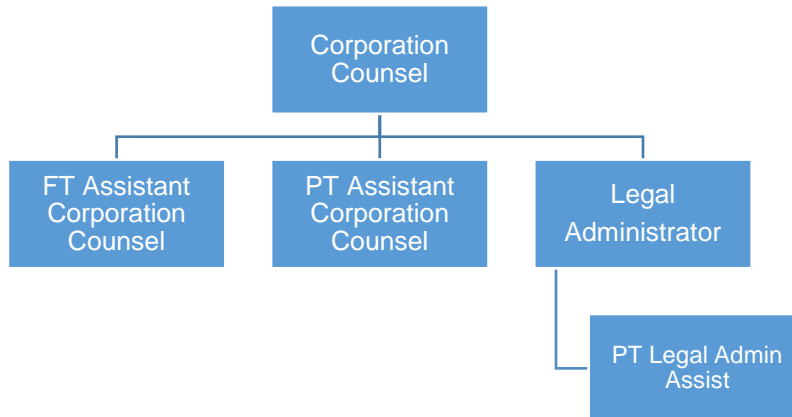 Corporation
Counsel
FT Assistant
Corporation
Counsel
PT Assistant
Corporation
Counsel
Legal
Administrator
PT Legal Admin
Assist